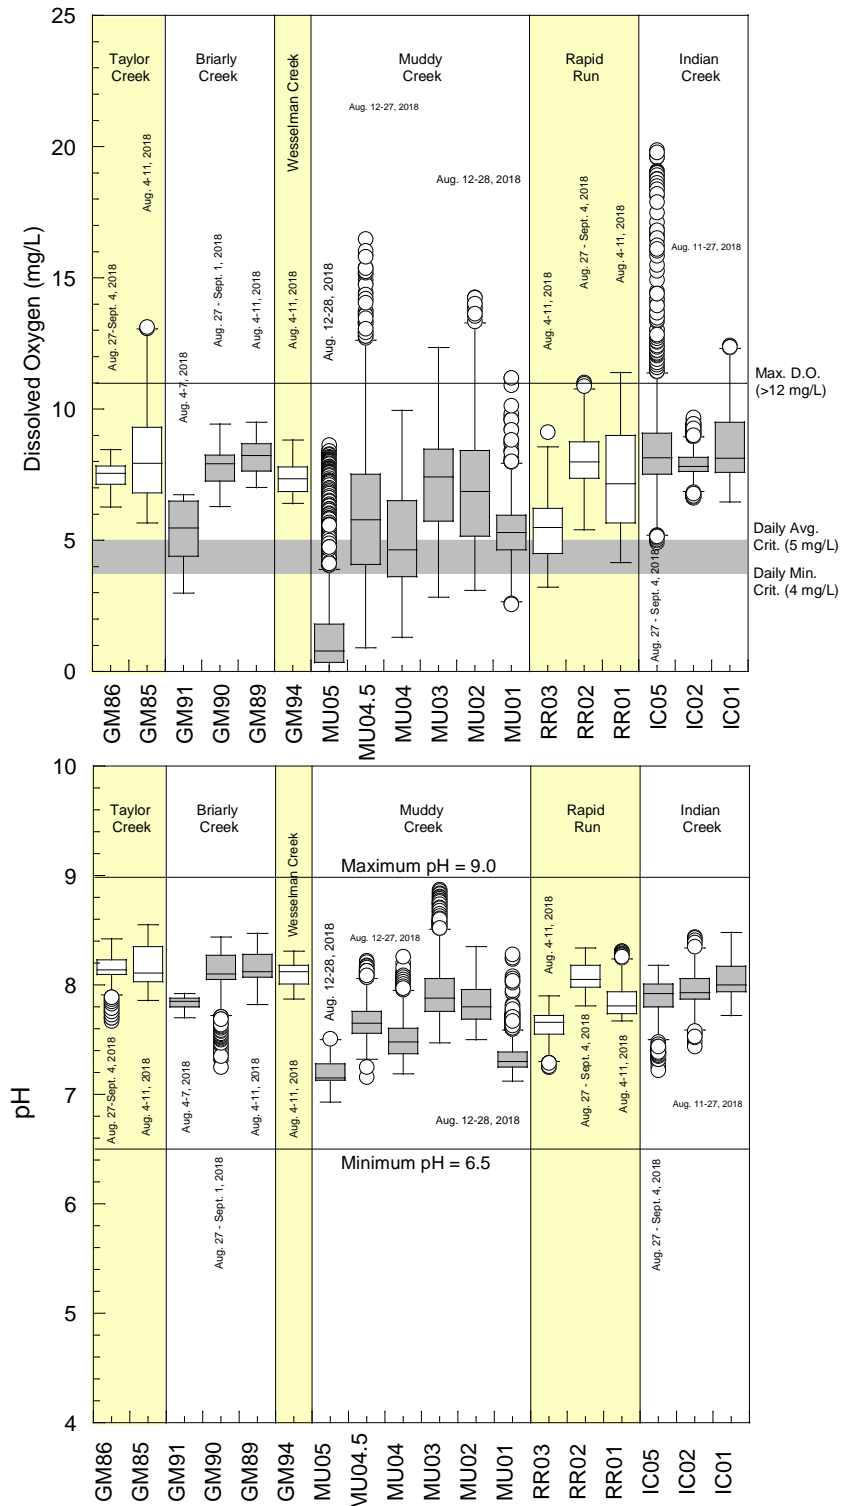 25
20
15
10
5
0
Dissolved Oxygen (mg/L)
Taylor
Creek
Briarly
Creek
Wesselman Creek
Muddy
Creek
Rapid
Run
Indian
Creek
Aug. 27-Sept. 4, 2018
Aug. 4-11, 2018
Aug. 4-7, 2018
Aug. 27 - Sept. 1, 2018
Aug. 4-11, 2018
Aug. 4-11, 2018
Aug. 12-28, 2018
Aug. 12-27, 2018
Aug. 12-28, 2018
Aug. 4-11, 2018
Aug. 27 - Sept. 4, 2018
Aug. 4-11, 2018
Aug. 27 - Sept. 4, 2018
Aug. 11-27, 2018
Max. D.O.
(>12 mg/L)
Daily Avg.
Crit. (5 mg/L)
Daily Min.
Crit. (4 mg/L)
GM86
GM85
GM91
GM90
GM89
GM94
MU05
MU04.5
MU04
MU03
MU02
MU01
RR03
RR02
RR01
IC05
IC02
IC01
10
9
8
7
6
5
4
pH
Taylor
Creek
Briarly
Creek
Wesselman Creek
Muddy
Creek
Rapid
Run
Indian
Creek
Maximum pH = 9.0
Aug. 27-Sept. 4, 2018
Aug. 4-11, 2018
Aug. 4-7, 2018
Aug. 27 - Sept. 1, 2018
Aug. 4-11, 2018
Aug. 4-11, 2018
Aug. 12-28, 2018
Aug. 12-27, 2018
Aug. 12-28, 2018
Aug. 4-11, 2018
Aug. 27 - Sept. 4, 2018
Aug. 4-11, 2018
Aug. 27 - Sept. 4, 2018
Aug. 11-27, 2018
Minimum pH = 6.5
GM86
GM85
GM91
GM90
GM89
GM94
MU05
MU04.5
MU04
MU03
MU02
MU01
RR03
RR02
RR01
IC05
IC02
IC01